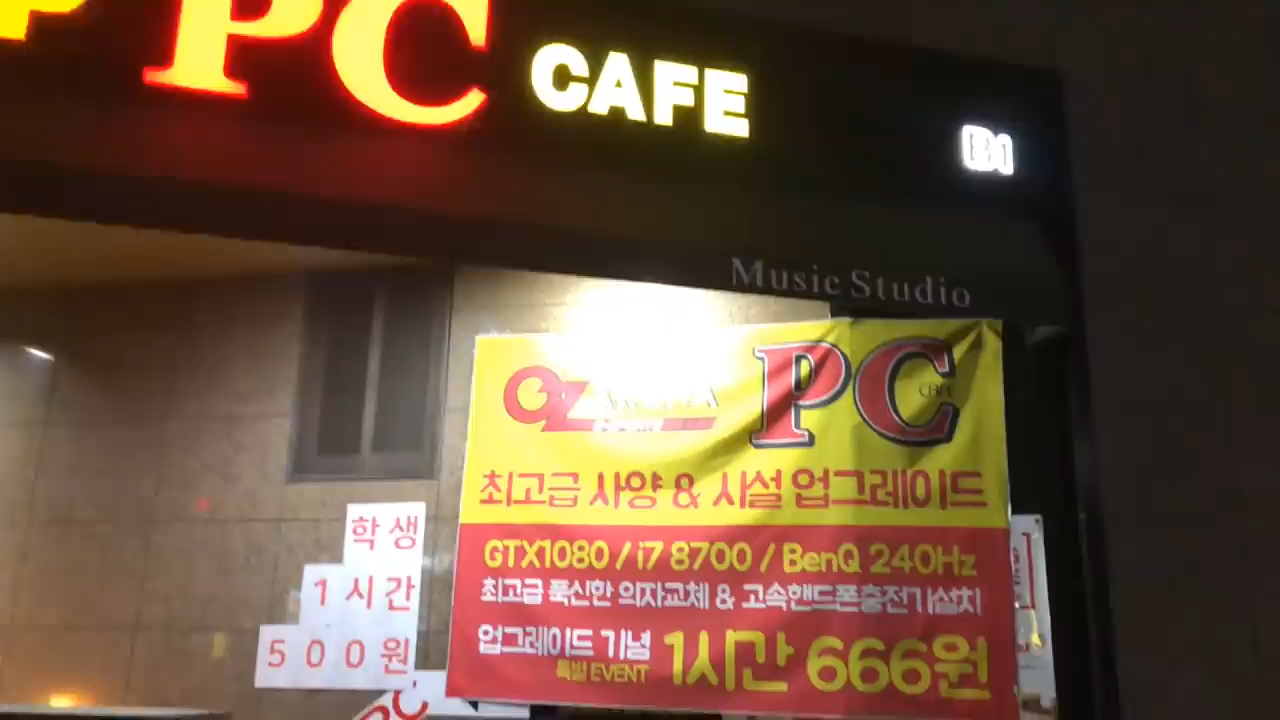 PC CAFE
B1
Music Studio
OZ
PC
CAFE
최고급 사양 & 시설 업그레이드
GTX1080 / i7 8700 / BenQ 240Hz
최고급 푹신한 의자교체 & 고속핸드폰충전기설치
업그레이드 기념
특별 EVENT
1시간 666원
학생
1시간
500원
PC